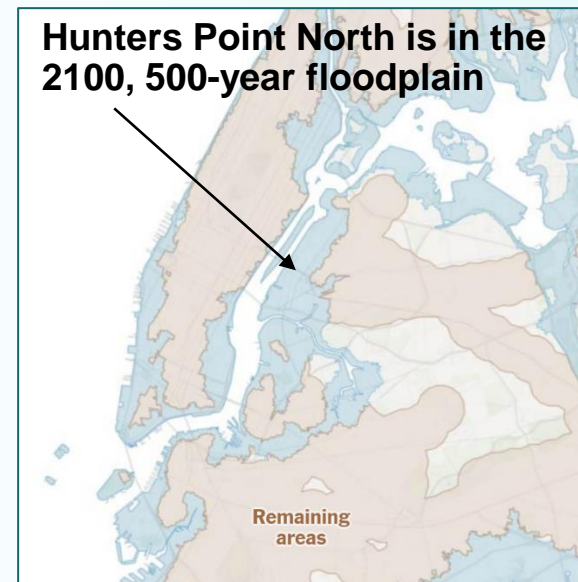 Hunters Point North is in the
2100, 500-year floodplain
Remaining
areas